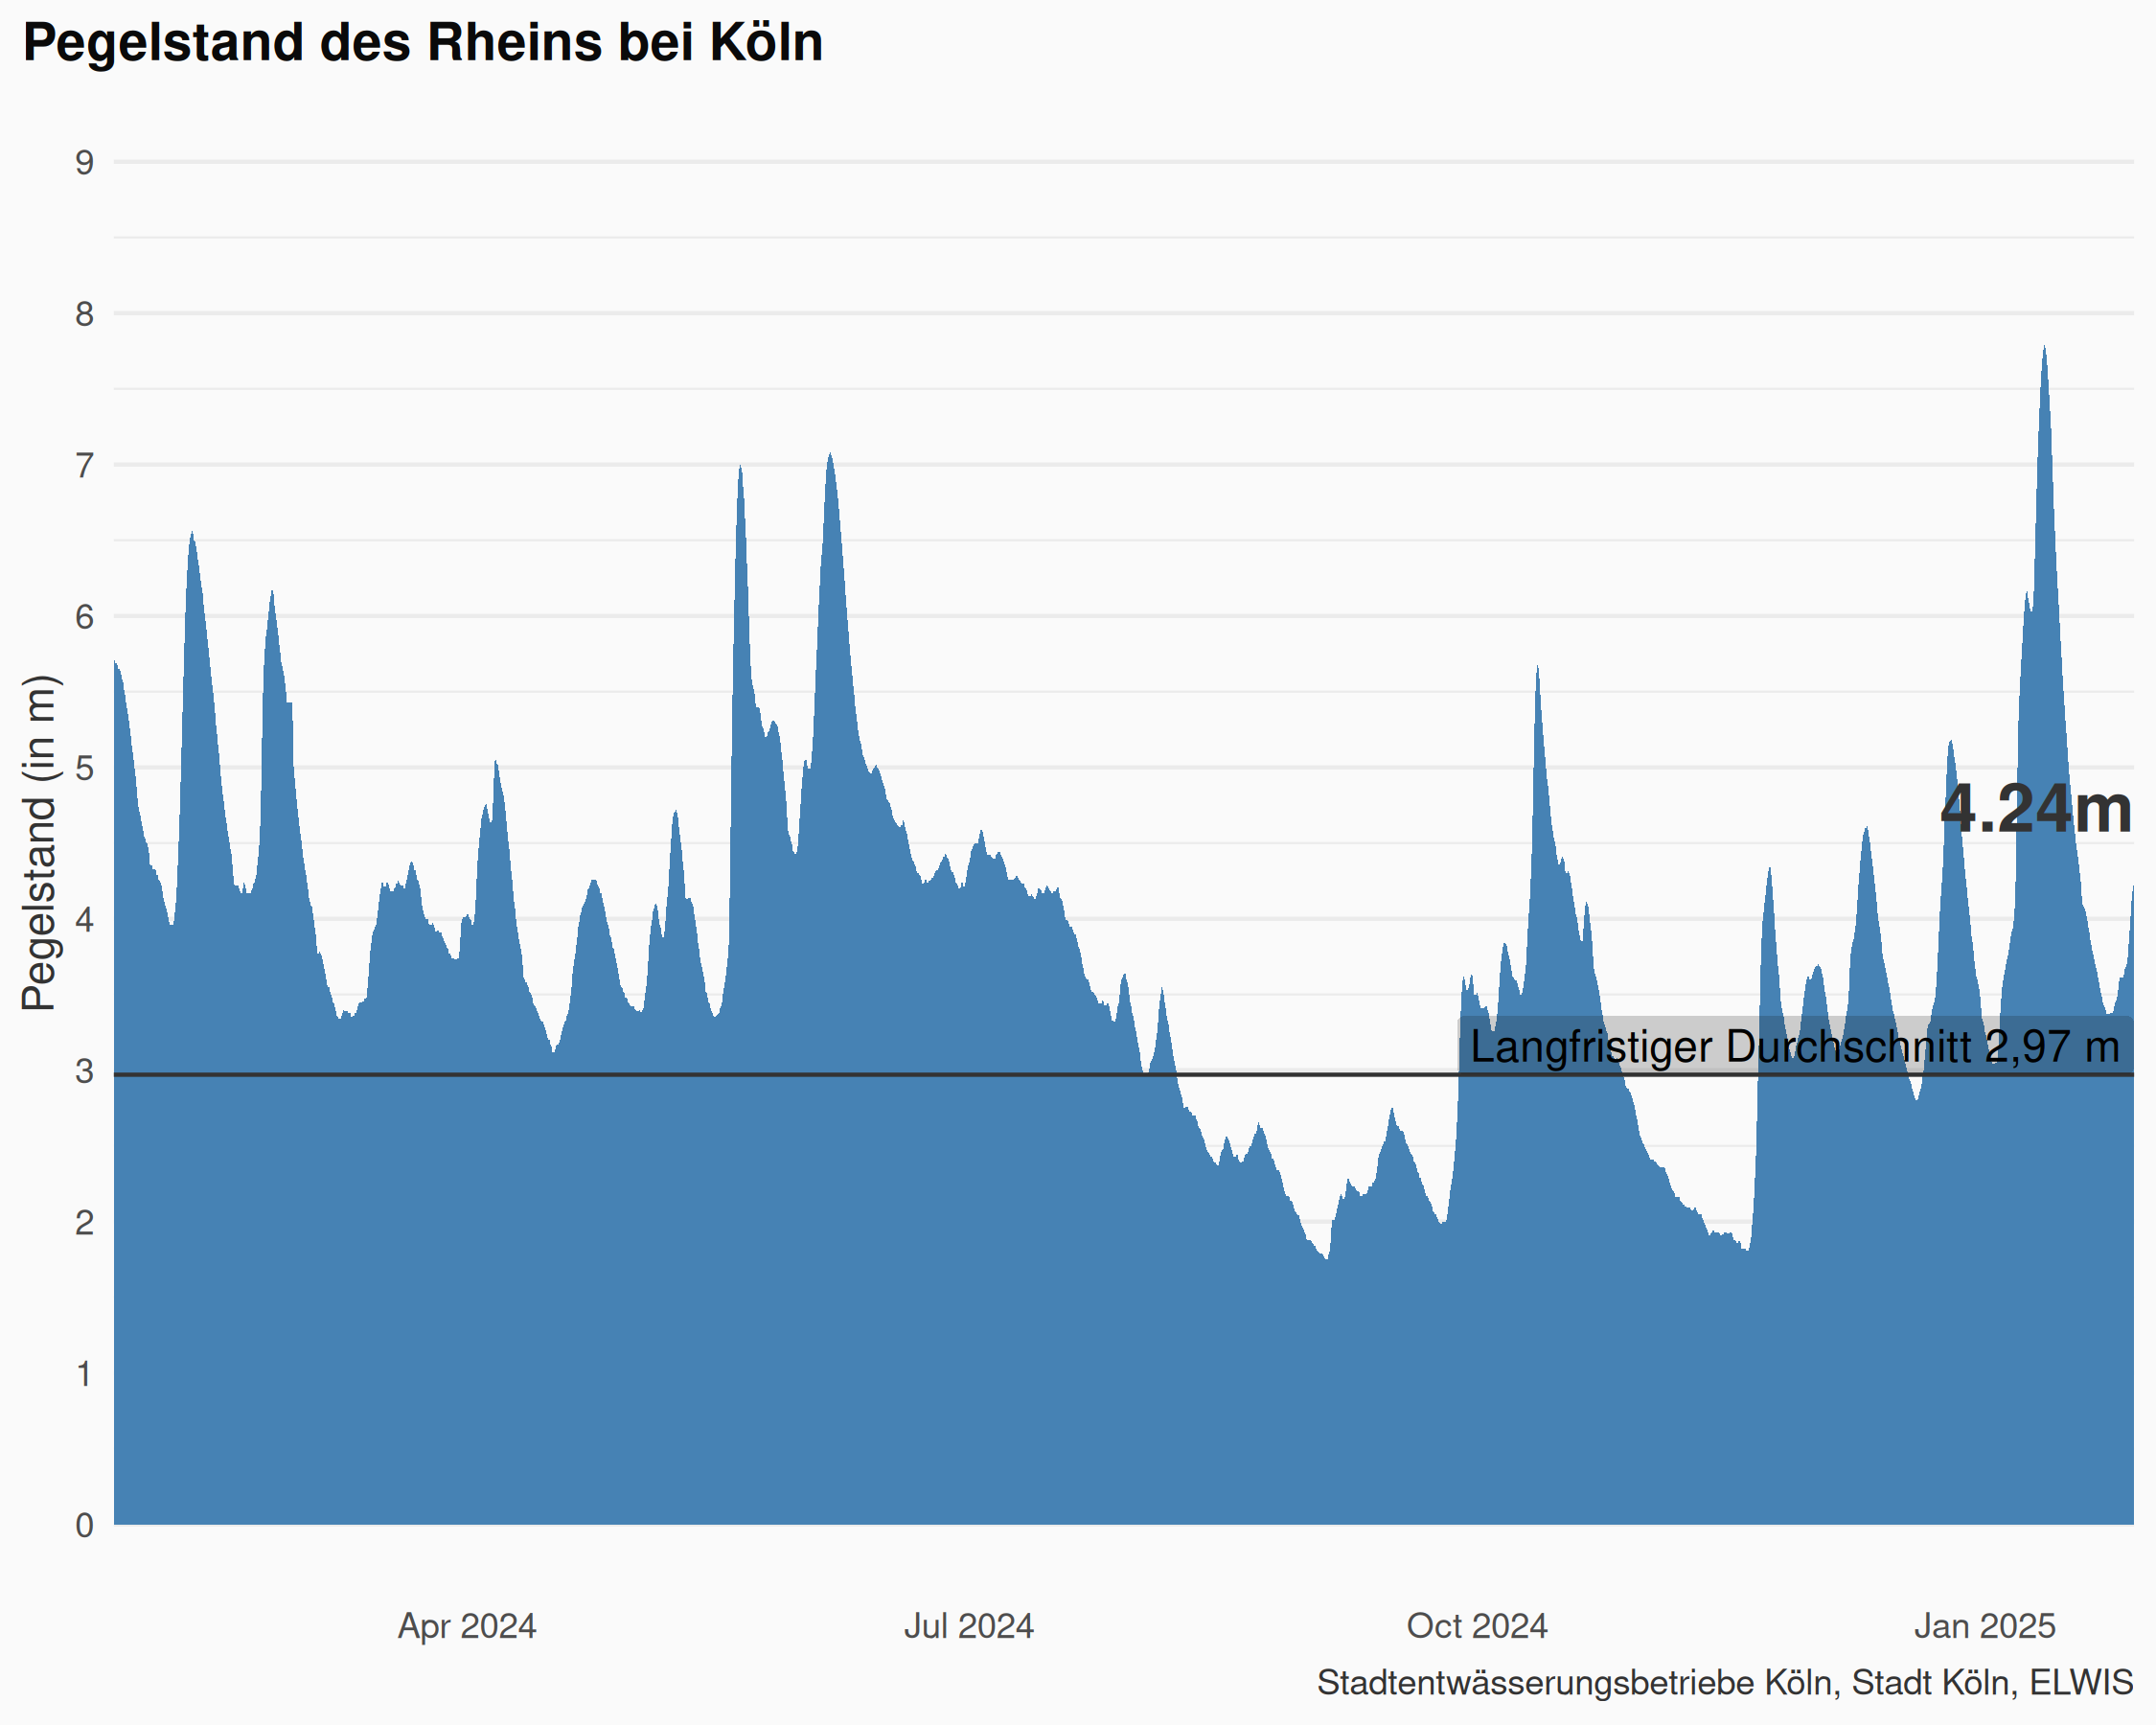 Pegelstand des Rheins bei Köln
Pegelstand (in m)
9
8
7
6
5
4
3
2
1
0
4.24m
Langfristiger Durchschnitt 2,97 m
Apr 2024
Jul 2024
Oct 2024
Jan 2025
Stadtentwässerungsbetriebe Köln, Stadt Köln, ELWIS